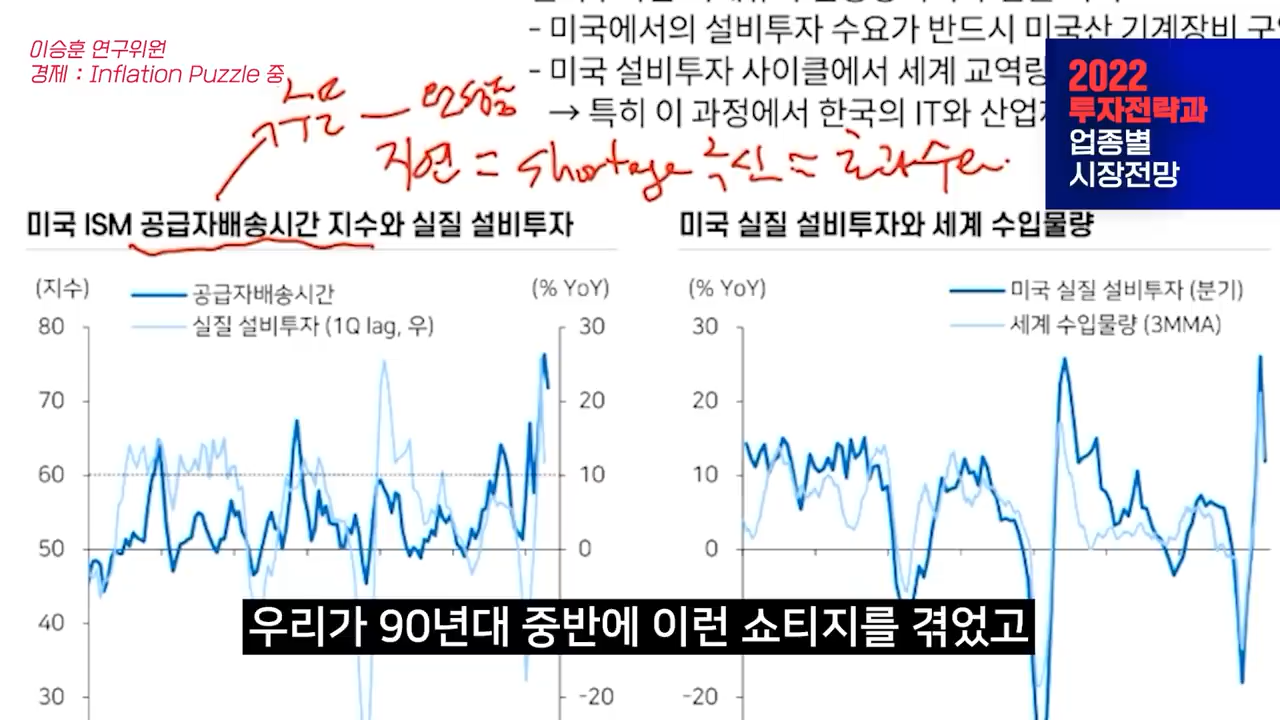 이승훈 연구위원
경제 : Inflation Puzzle 중
- 미국에서의 설비투자 수요가 반드시 미국산 기계장비
- 미국 설비투자 사이클에서 세계 교역량
→ 특히 이 과정에서 한국의 IT와
2022
투자전략과
업종별
시장전망
지연 = Shortage 극심 = 초과수요.
미국 ISM 공급자배송시간 지수와 실질 설비투자
(지수)
공급자배송시간
실질 설비투자 (1Q lag, 우)
(% YoY)
80
70
60
50
40
30
30
20
10
0
-20
미국 실질 설비투자와 세계 수입물량
(% YoY)
미국 실질 설비투자 (분기)
세계 수입물량 (3MMA)
30
20
10
0
-20
우리가 90년대 중반에 이런 쇼티지를 겪었고